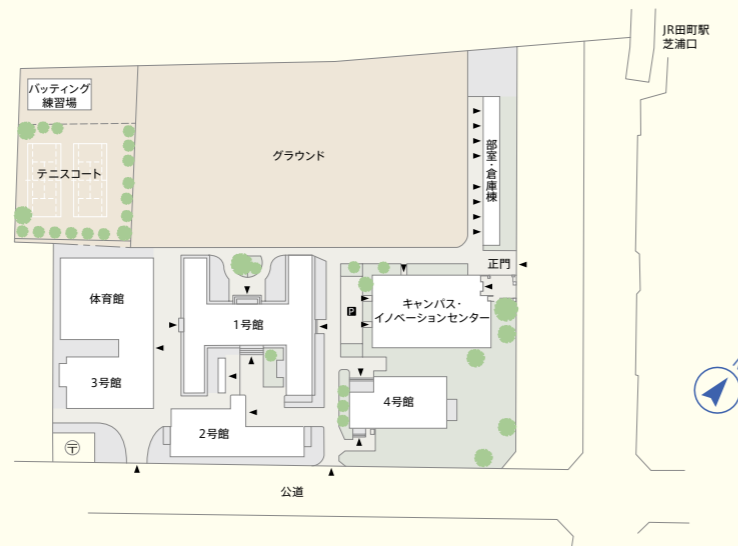 JR田町駅
芝浦口
バッティング
練習場
テニスコート
グラウンド
部室・倉庫棟
正門
体育館
1号館
P
キャンパス・
イノベーションセンター
3号館
4号館
2号館
〒
公道